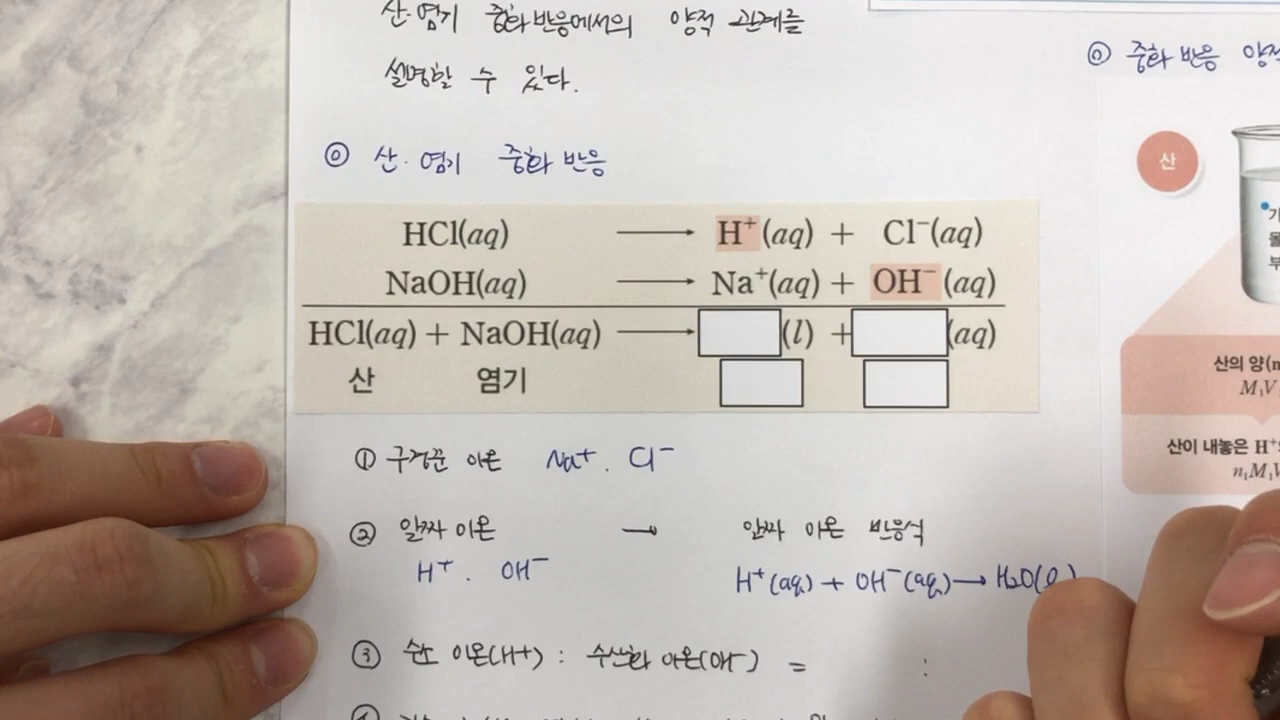 산·염기 중화 반응에서의 양적 관계를
설명할 수 있다.
◎ 산·염기 중화 반응
HCl(aq) → H⁺(aq) + Cl⁻(aq)
NaOH(aq) → Na⁺(aq) + OH⁻(aq)
HCl(aq) + NaOH(aq) → (l) + (aq)
산 염기
① 구경꾼 이온 Na⁺. Cl⁻
② 알짜 이온 → 알짜 이온 반응식
H⁺. OH⁻ H⁺(aq) + OH⁻(aq) → H₂O(l)
③ 수소 이온(H⁺) : 수산화 이온(OH⁻) = :
◎ 중화 반응
산
산의 양(
M₁V
산이 내놓은 H⁺
n₁M₁V